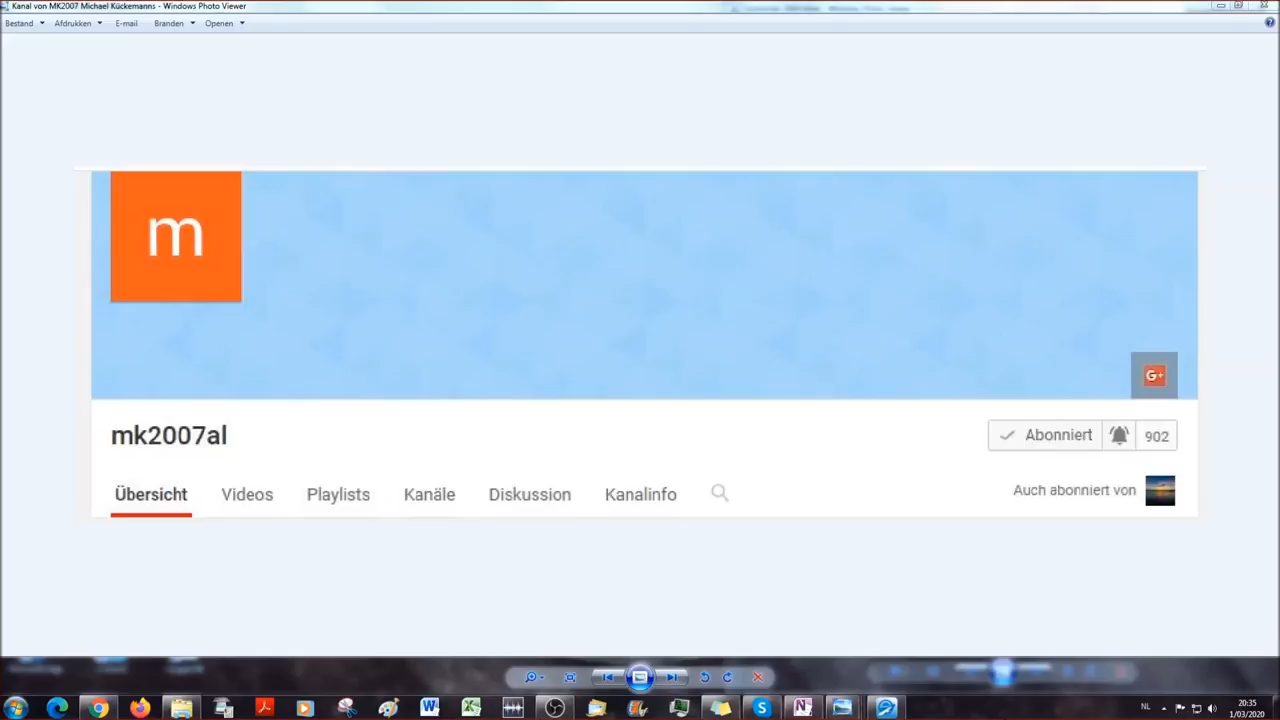 Kanal von MK2007 Michael Kückemanns - Windows Photo Viewer
Bestand Afdrukken E-mail Branden Openen
m
G+
mk2007al
Abonniert 902
Übersicht Videos Playlists Kanäle Diskussion Kanalinfo
Auch abonniert von
NL
20:35
1/03/2020